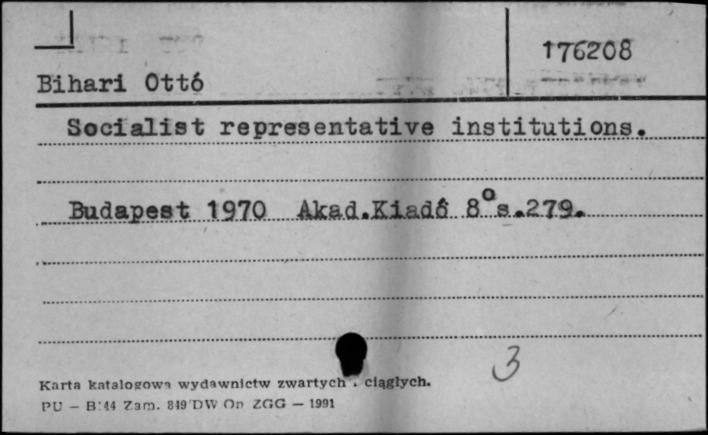 176208
Bihari Ottó
Socialist representative institutions.
Budapest 1970 Akad.Kiadó 8° s.279.
3
Karta katalogowa wydawnictw zwartych . ciągłych.
PU — B/44 Zam. 849 DW Op ZGG — 1991